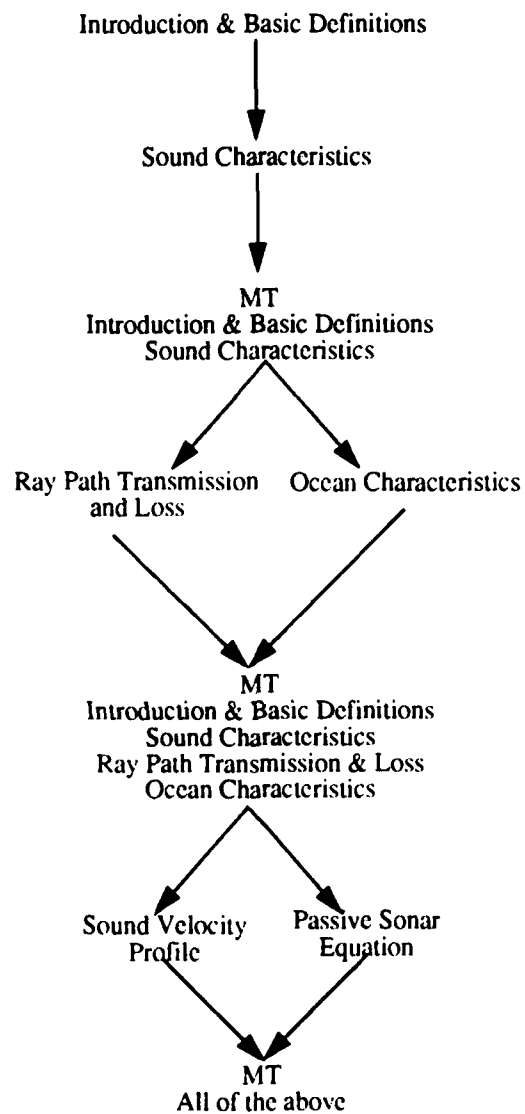 Introduction & Basic Definitions
Sound Characteristics
MT
Introduction & Basic Definitions
Sound Characteristics
Ray Path Transmission
and Loss
Ocean Characteristics
MT
Introduction & Basic Definitions
Sound Characteristics
Ray Path Transmission & Loss
Ocean Characteristics
Sound Velocity
Profile
Passive Sonar
Equation
MT
All of the above